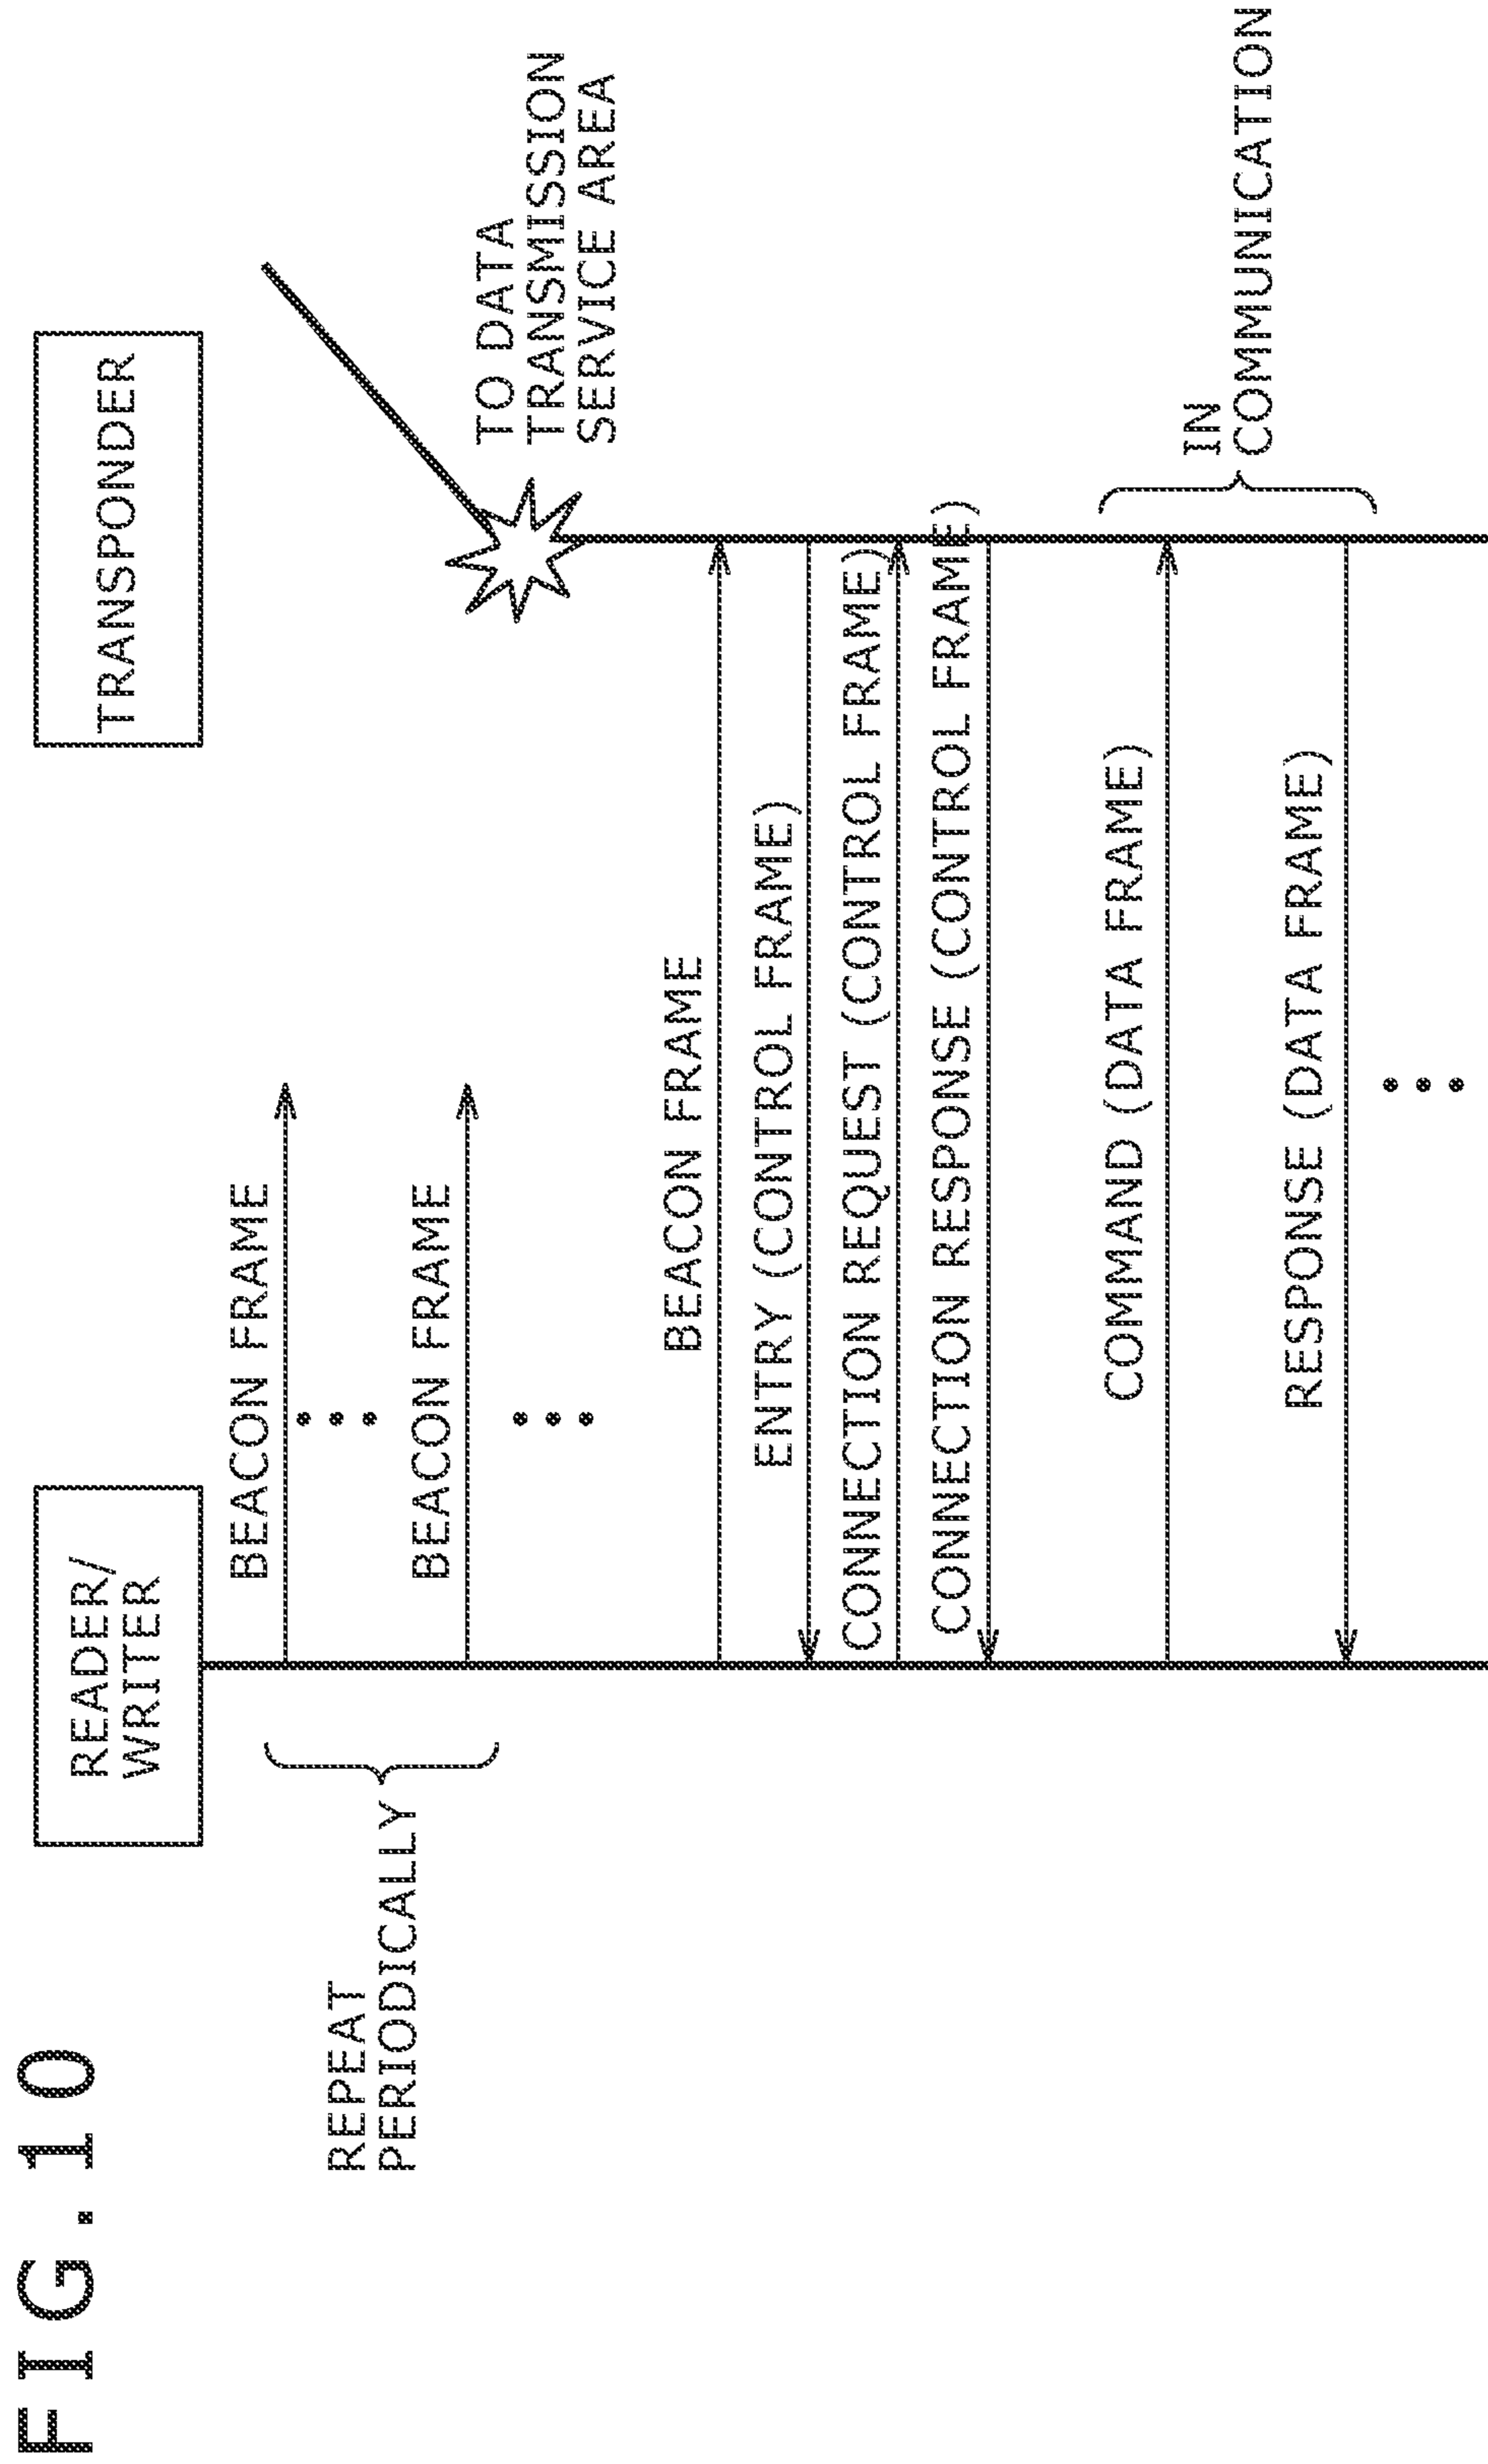 FIG.10
READER/
WRITER
TRANSPONDER
BEACON FRAME
REPEAT
PERIODICALLY
BEACON FRAME
TO DATA
TRANSMISSION
SERVICE AREA
BEACON FRAME
ENTRY (CONTROL FRAME)
CONNECTION REQUEST (CONTROL FRAME)
CONNECTION RESPONSE (CONTROL FRAME)
COMMAND (DATA FRAME)
IN
COMMUNICATION
RESPONSE (DATA FRAME)